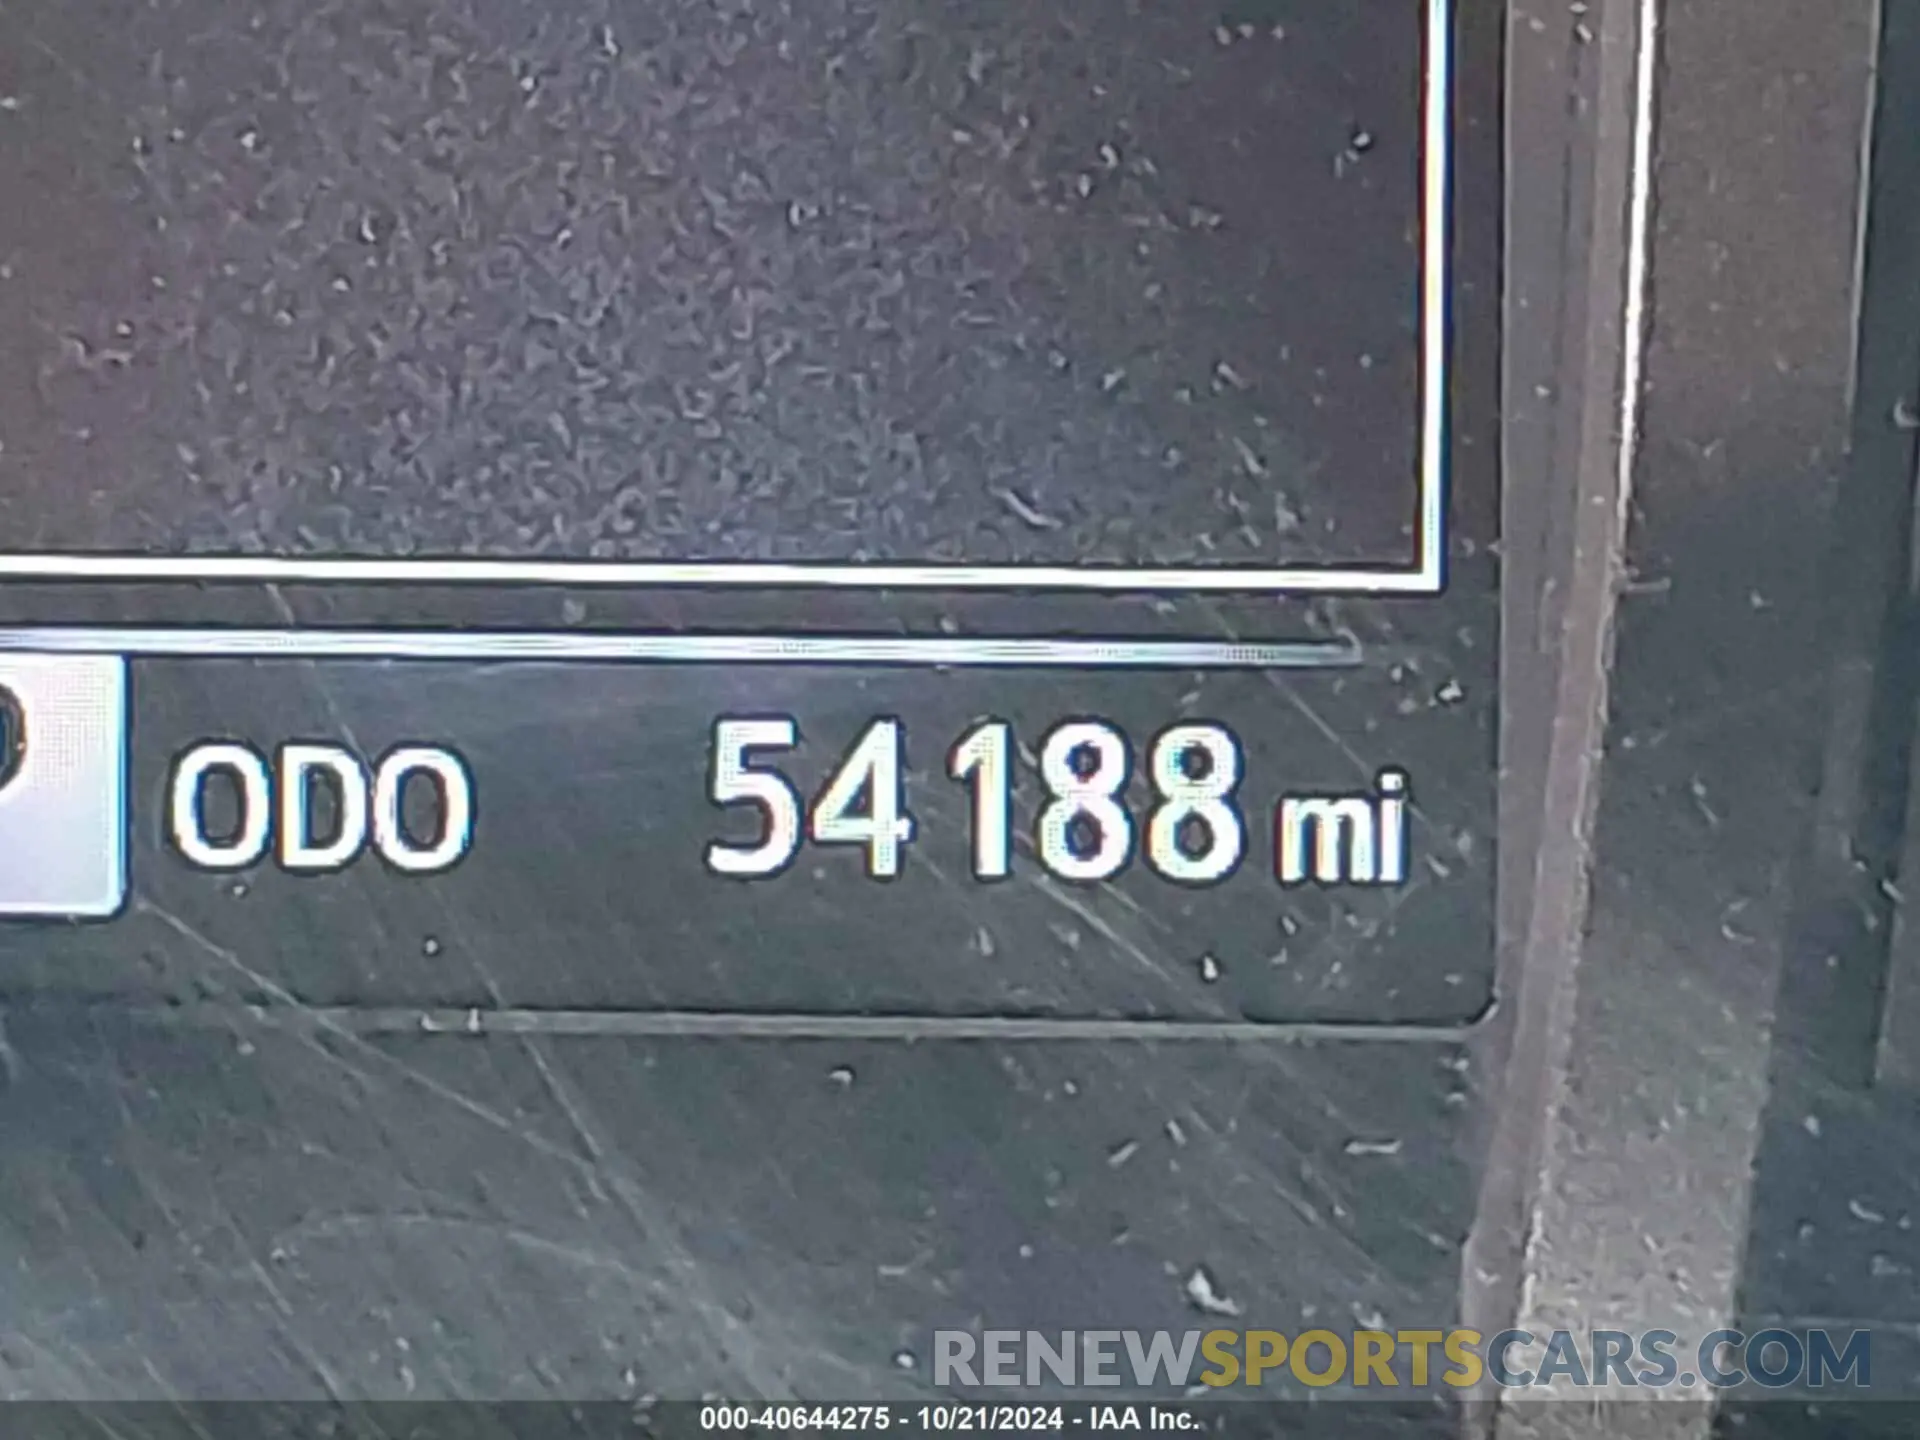 ODO 54188 mi
RENEWSPORTSCARS.COM
000-40644275 - 10/21/2024 - IAA Inc.